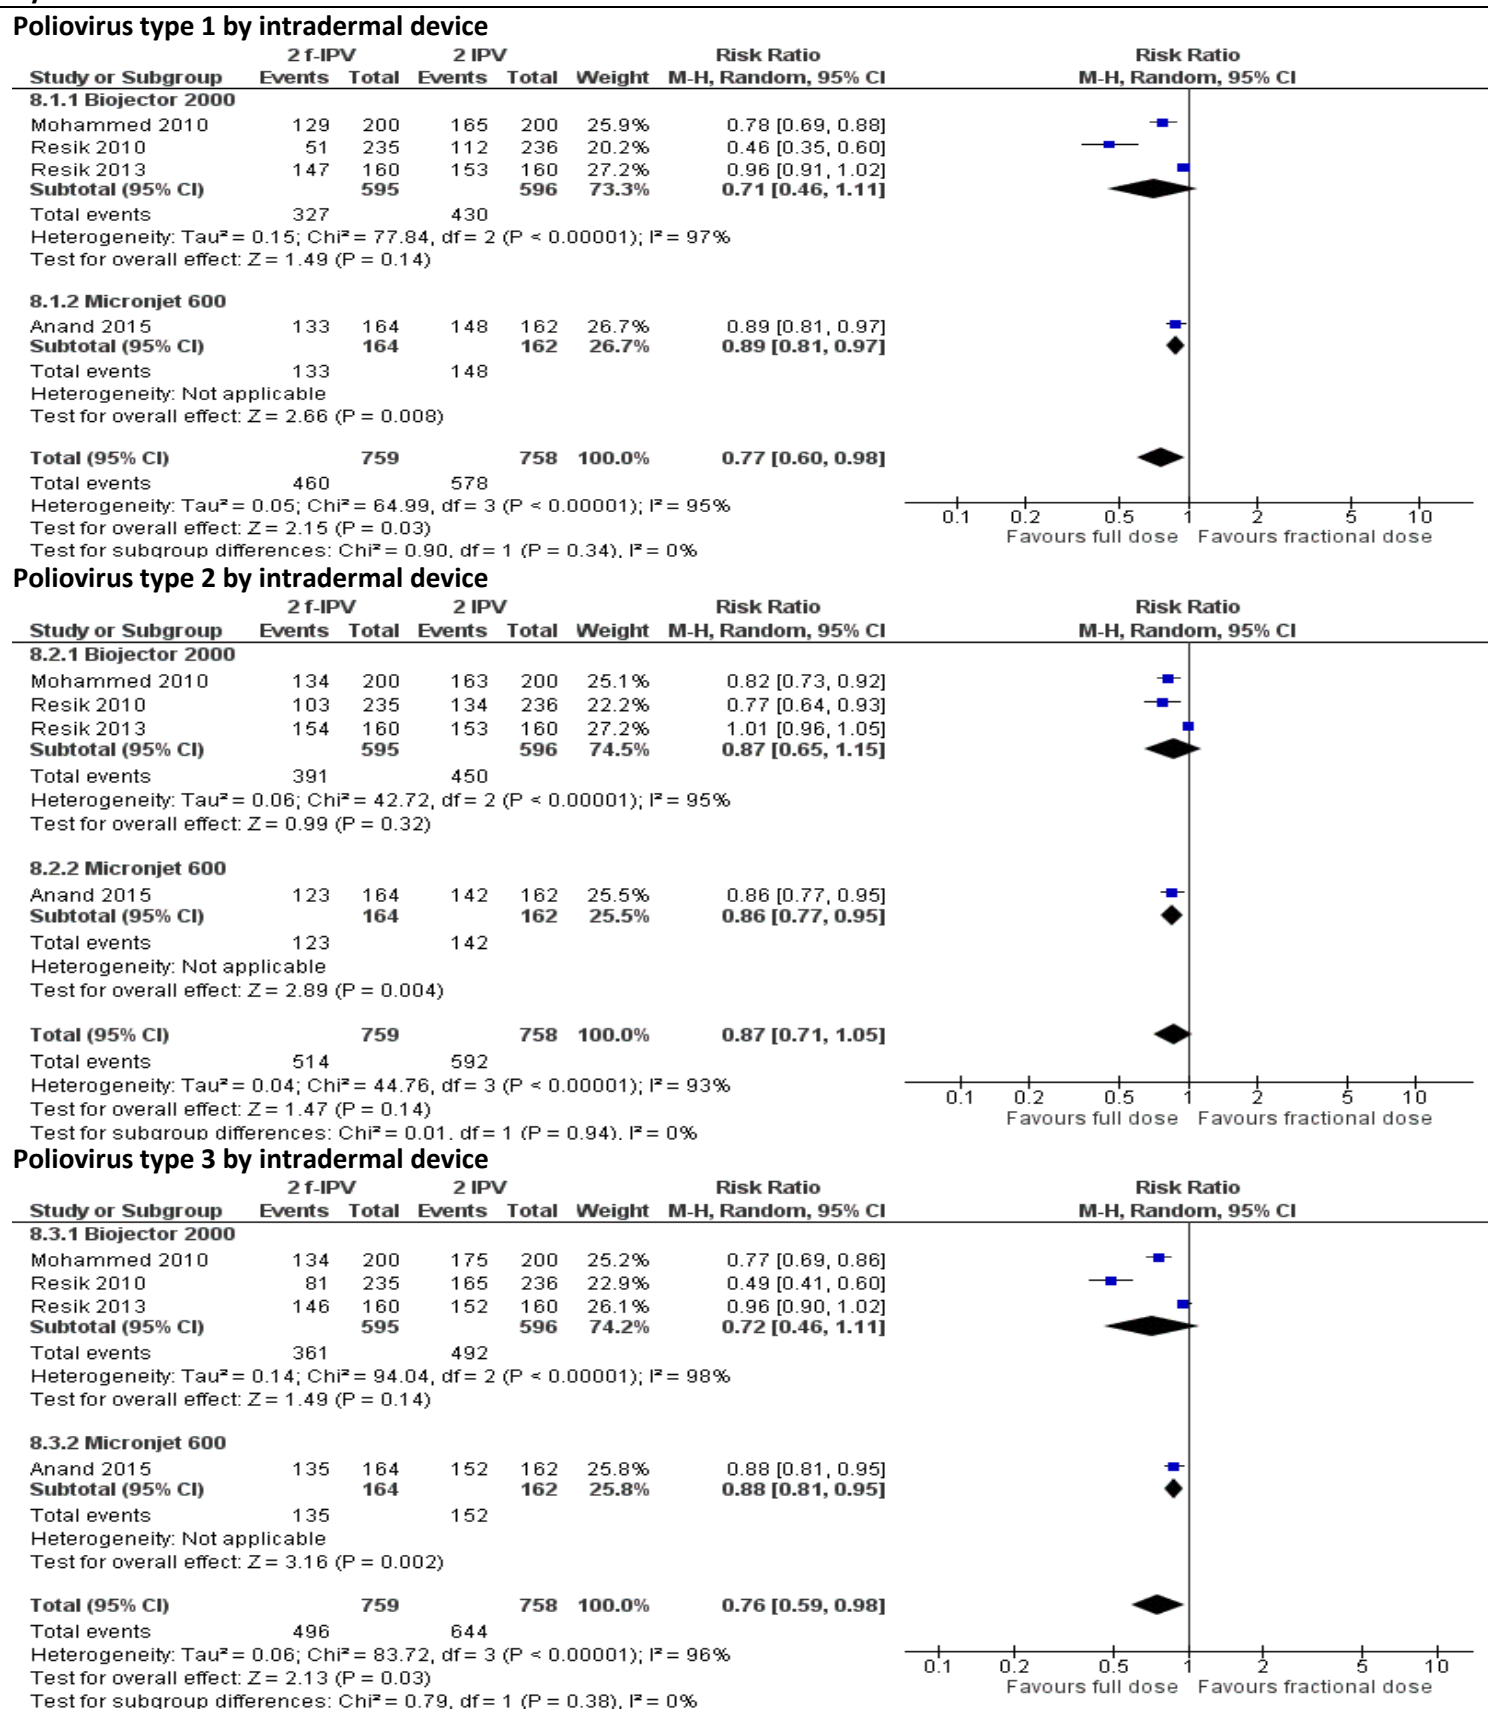 Poliovirus type 1 by intradermal device
2 f-IPV 2 IPV Risk Ratio Risk Ratio
Study or Subgroup Events Total Events Total Weight M-H, Random, 95% CI M-H, Random, 95% CI
8.1.1 Biojector 2000
Mohammed 2010 129 200 165 200 25.9% 0.78 [0.69, 0.88]
Resik 2010 51 235 112 236 20.2% 0.46 [0.35, 0.60]
Resik 2013 147 160 153 160 27.2% 0.96 [0.91, 1.02]
Subtotal (95% CI) 595 596 73.3% 0.71 [0.46, 1.11]
Total events 327 430
Heterogeneity: Tau² = 0.15; Chi² = 77.84, df = 2 (P < 0.00001); I² = 97%
Test for overall effect: Z = 1.49 (P = 0.14)
8.1.2 Micronjet 600
Anand 2015 133 164 148 162 26.7% 0.89 [0.81, 0.97]
Subtotal (95% CI) 164 162 26.7% 0.89 [0.81, 0.97]
Total events 133 148
Heterogeneity: Not applicable
Test for overall effect: Z = 2.66 (P = 0.008)
Total (95% CI) 759 758 100.0% 0.77 [0.60, 0.98]
Total events 460 578
Heterogeneity: Tau² = 0.05; Chi² = 64.99, df = 3 (P < 0.00001); I² = 95%
0.1 0.2 0.5 1 2 5 10
Test for overall effect: Z = 2.15 (P = 0.03)
Favours full dose Favours fractional dose
Test for subgroup differences: Chi² = 0.90, df = 1 (P = 0.34), I² = 0%
Poliovirus type 2 by intradermal device
2 f-IPV 2 IPV Risk Ratio Risk Ratio
Study or Subgroup Events Total Events Total Weight M-H, Random, 95% CI M-H, Random, 95% CI
8.2.1 Biojector 2000
Mohammed 2010 134 200 163 200 25.1% 0.82 [0.73, 0.92]
Resik 2010 103 235 134 236 22.2% 0.77 [0.64, 0.93]
Resik 2013 154 160 153 160 27.2% 1.01 [0.96, 1.05]
Subtotal (95% CI) 595 596 74.5% 0.87 [0.65, 1.15]
Total events 391 450
Heterogeneity: Tau² = 0.06; Chi² = 42.72, df = 2 (P < 0.00001); I² = 95%
Test for overall effect: Z = 0.99 (P = 0.32)
8.2.2 Micronjet 600
Anand 2015 123 164 142 162 25.5% 0.86 [0.77, 0.95]
Subtotal (95% CI) 164 162 25.5% 0.86 [0.77, 0.95]
Total events 123 142
Heterogeneity: Not applicable
Test for overall effect: Z = 2.89 (P = 0.004)
Total (95% CI) 759 758 100.0% 0.87 [0.71, 1.05]
Total events 514 592
Heterogeneity: Tau² = 0.04; Chi² = 44.76, df = 3 (P < 0.00001); I² = 93%
0.1 0.2 0.5 1 2 5 10
Test for overall effect: Z = 1.47 (P = 0.14)
Favours full dose Favours fractional dose
Test for subgroup differences: Chi² = 0.01, df = 1 (P = 0.94), I² = 0%
Poliovirus type 3 by intradermal device
2 f-IPV 2 IPV Risk Ratio Risk Ratio
Study or Subgroup Events Total Events Total Weight M-H, Random, 95% CI M-H, Random, 95% CI
8.3.1 Biojector 2000
Mohammed 2010 134 200 175 200 25.2% 0.77 [0.69, 0.86]
Resik 2010 81 235 165 236 22.9% 0.49 [0.41, 0.60]
Resik 2013 146 160 152 160 26.1% 0.96 [0.90, 1.02]
Subtotal (95% CI) 595 596 74.2% 0.72 [0.46, 1.11]
Total events 361 492
Heterogeneity: Tau² = 0.14; Chi² = 94.04, df = 2 (P < 0.00001); I² = 98%
Test for overall effect: Z = 1.49 (P = 0.14)
8.3.2 Micronjet 600
Anand 2015 135 164 152 162 25.8% 0.88 [0.81, 0.95]
Subtotal (95% CI) 164 162 25.8% 0.88 [0.81, 0.95]
Total events 135 152
Heterogeneity: Not applicable
Test for overall effect: Z = 3.16 (P = 0.002)
Total (95% CI) 759 758 100.0% 0.76 [0.59, 0.98]
Total events 496 644
Heterogeneity: Tau² = 0.06; Chi² = 83.72, df = 3 (P < 0.00001); I² = 96%
0.1 0.2 0.5 1 2 5 10
Test for overall effect: Z = 2.13 (P = 0.03)
Favours full dose Favours fractional dose
Test for subgroup differences: Chi² = 0.79, df = 1 (P = 0.38), I² = 0%